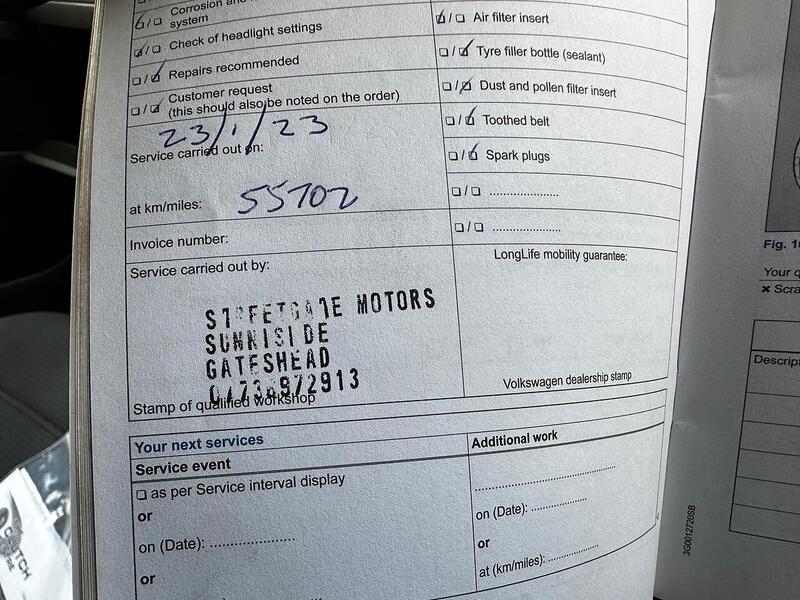 Corrosion and
system
Check of headlight settings
Repairs recommended
Customer request
(this should also be noted on the order)
23/1/23
Service carried out on:
at km/miles: 55702
Invoice number:
Service carried out by:
STREETGATE MOTORS
SUNNISIDE
GATESHEAD
Stamp of qualified workshop
Air filter insert
Tyre filler bottle (sealant)
Dust and pollen filter insert
Toothed belt
Spark plugs
LongLife mobility guarantee:
Volkswagen dealership stamp
Your next services
Service event
as per Service interval display
or
on (Date):
or
Additional work
on (Date):
or
at (km/miles):
3G0012720SB
Fig.
Your
Descript